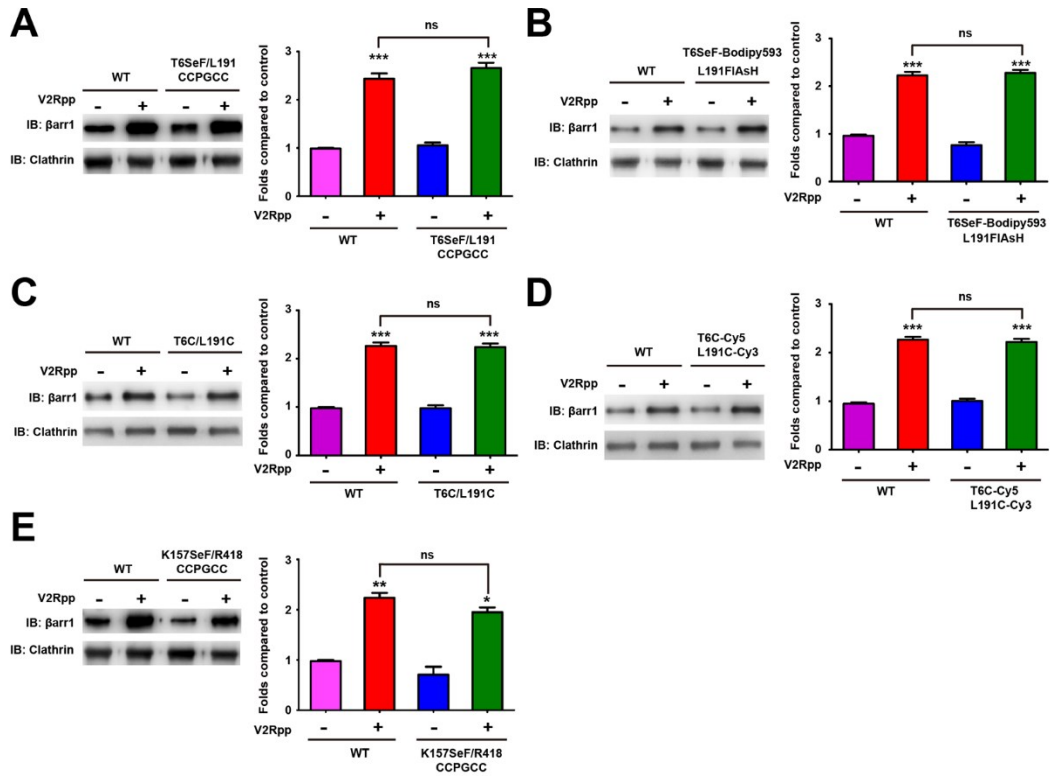 A
WT
T6SeF/L191
CCPGCC
V2Rpp - + - +
IB: βarr1
IB: Clathrin
Folds compared to control
3
2
1
0
***
ns
***
V2Rpp - + - +
WT
T6SeF/L191
CCPGCC
B
WT
T6SeF-Bodipy593
L191FlAsH
V2Rpp - + - +
IB: βarr1
IB: Clathrin
Folds compared to control
3
2
1
0
***
ns
***
V2Rpp - + - +
WT
T6SeF-Bodipy593
L191FlAsH
C
WT T6C/L191C
V2Rpp - + - +
IB: βarr1
IB: Clathrin
Folds compared to control
3
2
1
0
***
ns
***
V2Rpp - + - +
WT T6C/L191C
D
WT
T6C-Cy5
L191C-Cy3
V2Rpp - + - +
IB: βarr1
IB: Clathrin
Folds compared to control
3
2
1
0
***
ns
***
V2Rpp - + - +
WT
T6C-Cy5
L191C-Cy3
E
WT
K157SeF/R418
CCPGCC
V2Rpp - + - +
IB: βarr1
IB: Clathrin
Folds compared to control
3
2
1
0
**
ns
*
V2Rpp - + - +
WT
K157SeF/R418
CCPGCC